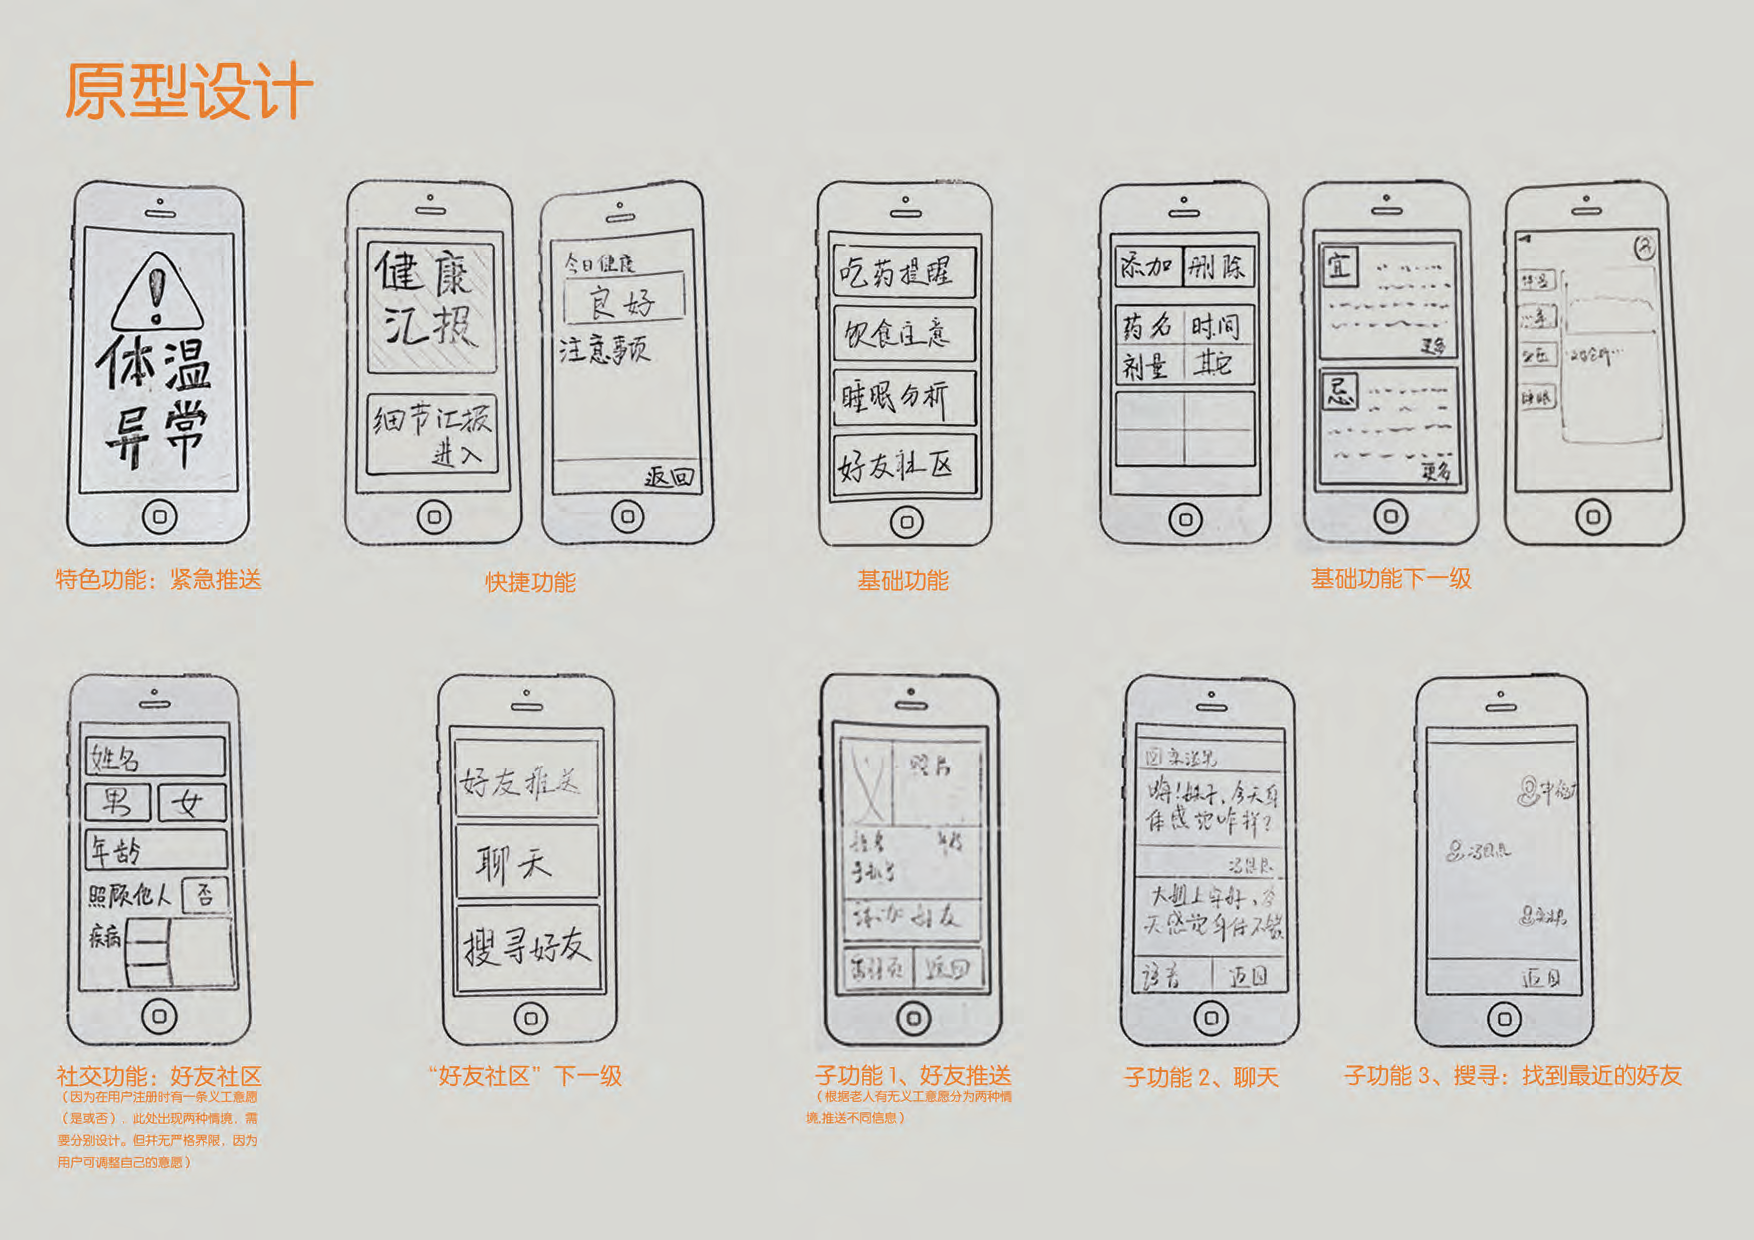 原型设计
体温
异常
特色功能：紧急推送
健康
汇报
细节汇报
进入
今日健康
良好
注意事项
返回
快捷功能
吃药提醒
饮食注意
睡眠分析
好友社区
基础功能
添加 删除
药名 时间
剂量 其它
宜
更多
忌
更多
基础功能下一级
姓名
男 女
年龄
照顾他人 否
疾病
社交功能：好友社区
（因为在用户注册时有一条义工意愿
（是或否），此处出现两种情境，需
要分别设计。但并无严格界限，因为
用户可调整自己的意愿）
好友推送
聊天
搜寻好友
“好友社区”下一级
照片
姓名 年龄
手机号
添加好友
返回
子功能1、好友推送
（根据老人有无义工意愿分为两种情
境,推送不同信息）
嗨！妹子，今天身
体感觉咋样？
大姐上午好，今
天感觉身体不错
语音 返回
子功能2、聊天
返回
子功能3、搜寻：找到最近的好友